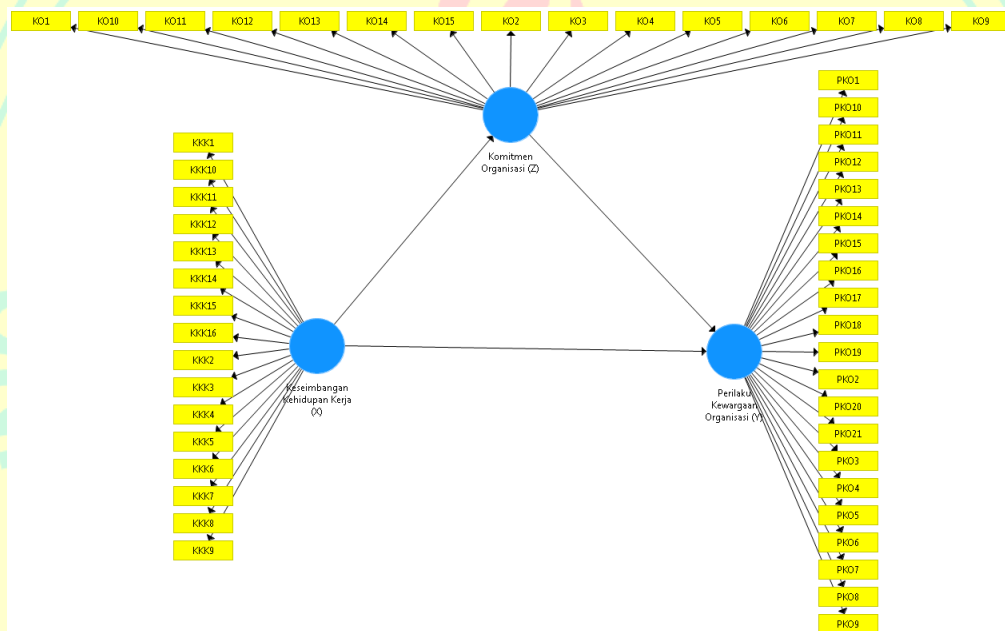 KO1 KO10 KO11 KO12 KO13 KO14 KO15 KO2 KO3 KO4 KO5 KO6 KO7 KO8 KO9
Komitmen
Organisasi (Z)
KKK1
KKK10
KKK11
KKK12
KKK13
KKK14
KKK15
KKK16
KKK2
KKK3
KKK4
KKK5
KKK6
KKK7
KKK8
KKK9
Keseimbangan
Kehidupan Kerja
(X)
Perilaku
Kewargaan
Organisasi (Y)
PKO1
PKO10
PKO11
PKO12
PKO13
PKO14
PKO15
PKO16
PKO17
PKO18
PKO19
PKO2
PKO20
PKO21
PKO3
PKO4
PKO5
PKO6
PKO7
PKO8
PKO9